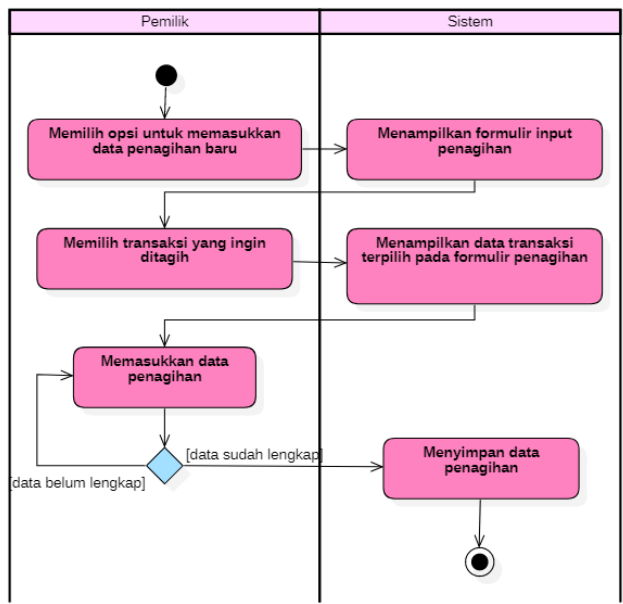 Pemilik
Sistem
Memilih opsi untuk memasukkan
data penagihan baru
Menampilkan formulir input
penagihan
Memilih transaksi yang ingin
ditagih
Menampilkan data transaksi
terpilih pada formulir penagihan
Memasukkan data
penagihan
[data sudah lengkap]
[data belum lengkap]
Menyimpan data
penagihan